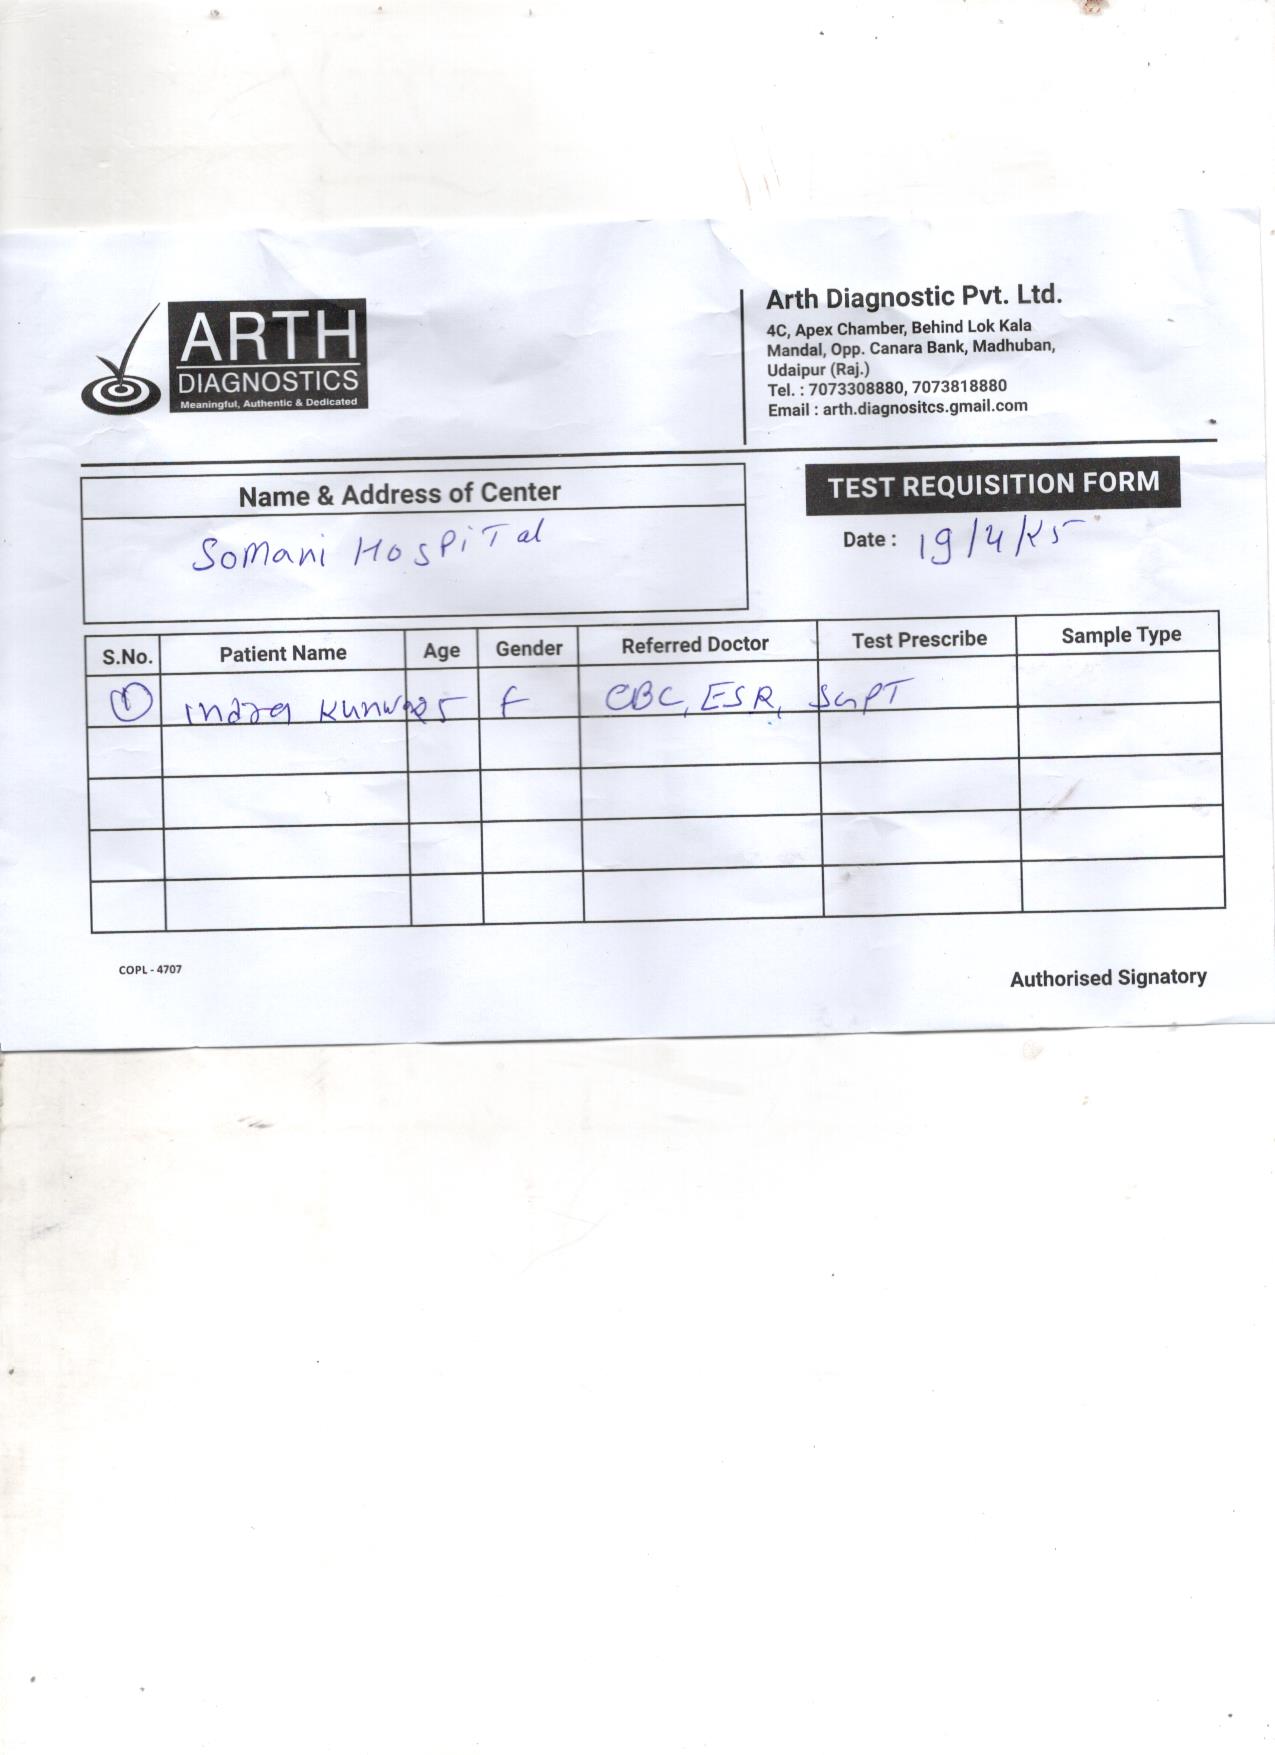 ARTH
DIAGNOSTICS
Meaningful, Authentic & Dedicated
Arth Diagnostic Pvt. Ltd.
4C, Apex Chamber, Behind Lok Kala
Mandal, Opp. Canara Bank, Madhuban,
Udaipur (Raj.)
Tel. : 7073308880, 7073818880
Email : arth.diagnositcs.gmail.com
Name & Address of Center
Somani HospiTal
TEST REQUISITION FORM
Date : 19/4/25
S.No. Patient Name Age Gender Referred Doctor Test Prescribe Sample Type
1 Indra Kunwar F CBC, ESR, SGPT
COPL - 4707
Authorised Signatory